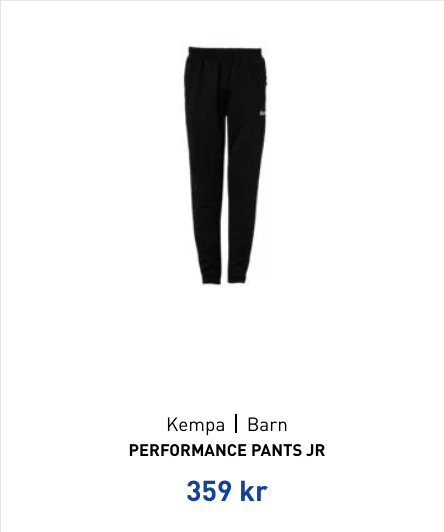 Kempa | Barn
PERFORMANCE PANTS JR
359 kr